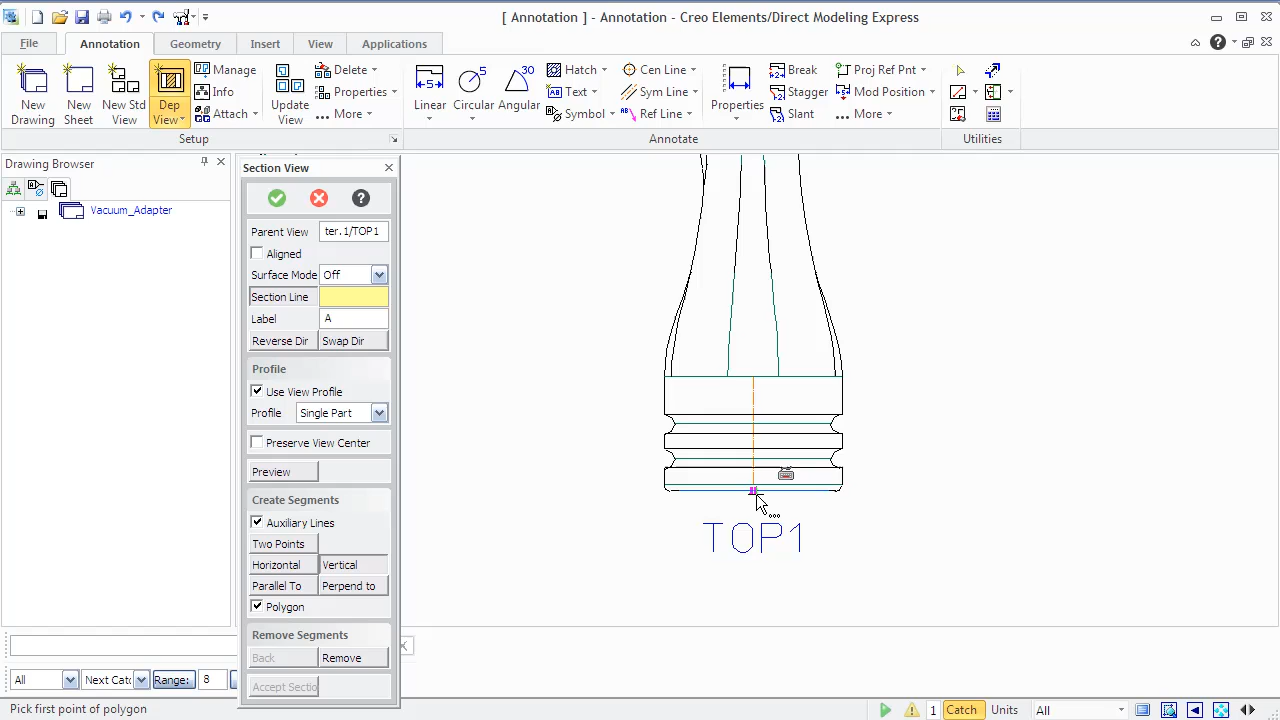 [ Annotation ] - Annotation - Creo Elements/Direct Modeling Express
File Annotation Geometry Insert View Applications
New Drawing
New Sheet
New Std View
Dep View
Manage
Info
Attach
Update View
Delete
Properties
More
Setup
Linear
Circular
Angular
Hatch
Text
Symbol
Cen Line
Sym Line
Ref Line
Properties
Break
Stagger
Slant
Proj Ref Pnt
Mod Position
More
Annotate
Utilities
Drawing Browser
Vacuum_Adapter
Section View
Parent View ter.1/TOP1
Aligned
Surface Mode Off
Section Line
Label A
Reverse Dir Swap Dir
Profile
Use View Profile
Profile Single Part
Preserve View Center
Preview
Create Segments
Auxiliary Lines
Two Points
Horizontal Vertical
Parallel To Perpend to
Polygon
Remove Segments
Back Remove
Accept Sectio
TOP1
All Next Catc Range: 8
Pick first point of polygon
1 Catch Units All